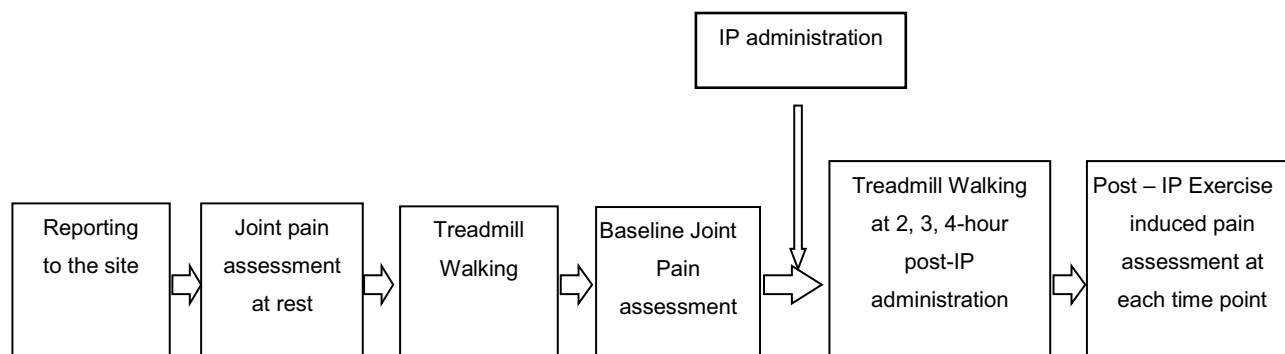 IP administration
Reporting
to the site
Joint pain
assessment
at rest
Treadmill
Walking
Baseline Joint
Pain
assessment
Treadmill Walking
at 2, 3, 4-hour
post-IP
administration
Post – IP Exercise
induced pain
assessment at
each time point